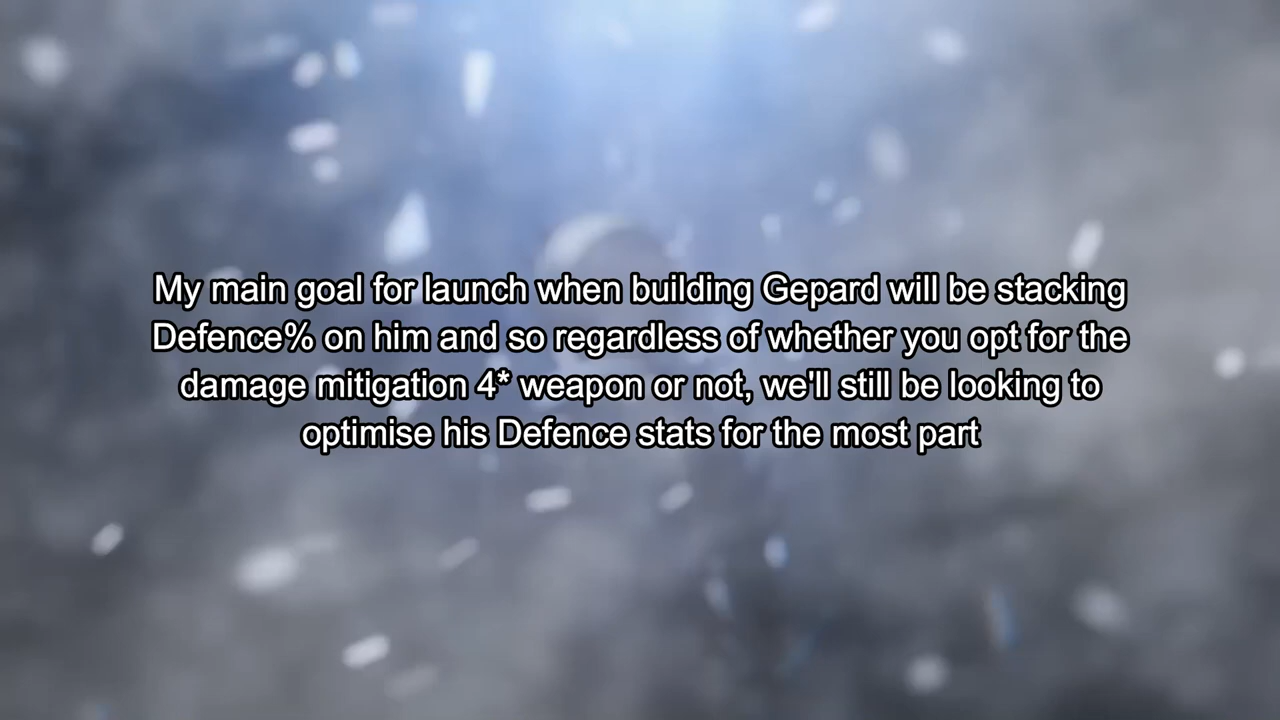 My main goal for launch when building Gepard will be stacking
Defence% on him and so regardless of whether you opt for the
damage mitigation 4* weapon or not, we'll still be looking to
optimise his Defence stats for the most part